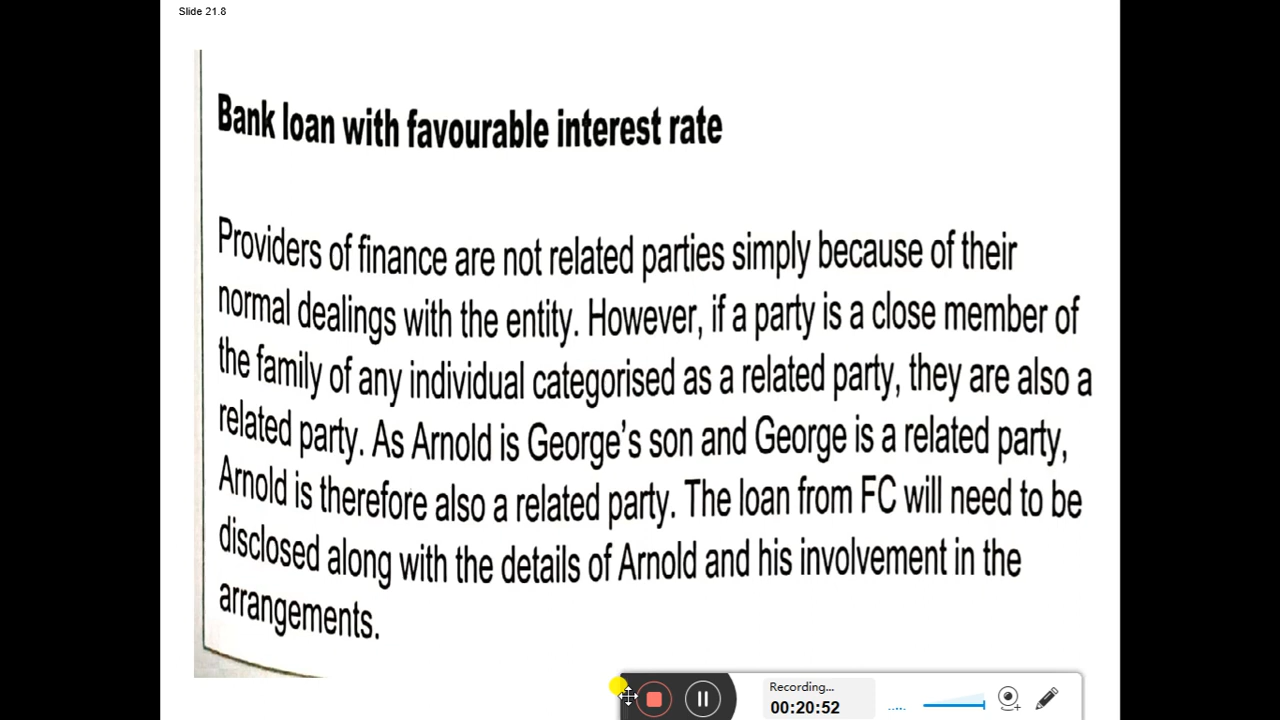 Slide 21.8
Bank loan with favourable interest rate
Providers of finance are not related parties simply because of their
normal dealings with the entity. However, if a party is a close member of
the family of any individual categorised as a related party, they are also a
related party. As Arnold is George's son and George is a related party,
Arnold is therefore also a related party. The loan from FC will need to be
disclosed along with the details of Arnold and his involvement in the
arrangements.
Recording...
00:20:52